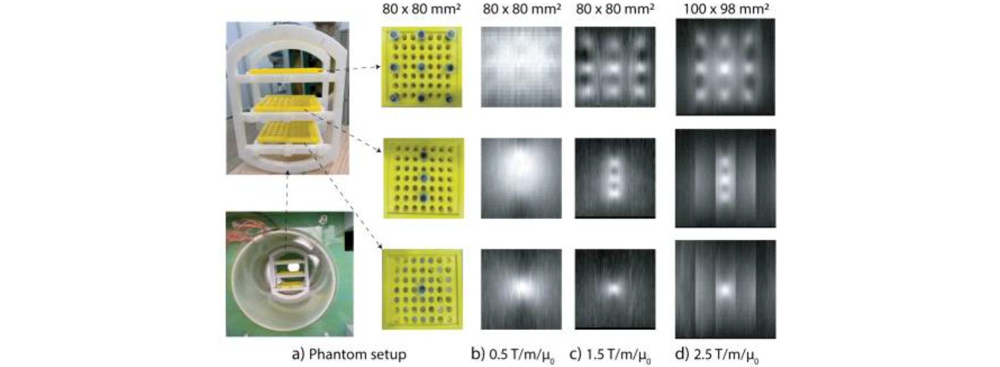 80 x 80 mm² 80 x 80 mm² 80 x 80 mm² 100 x 98 mm²
a) Phantom setup b) 0.5 T/m/μ₀ c) 1.5 T/m/μ₀ d) 2.5 T/m/μ₀